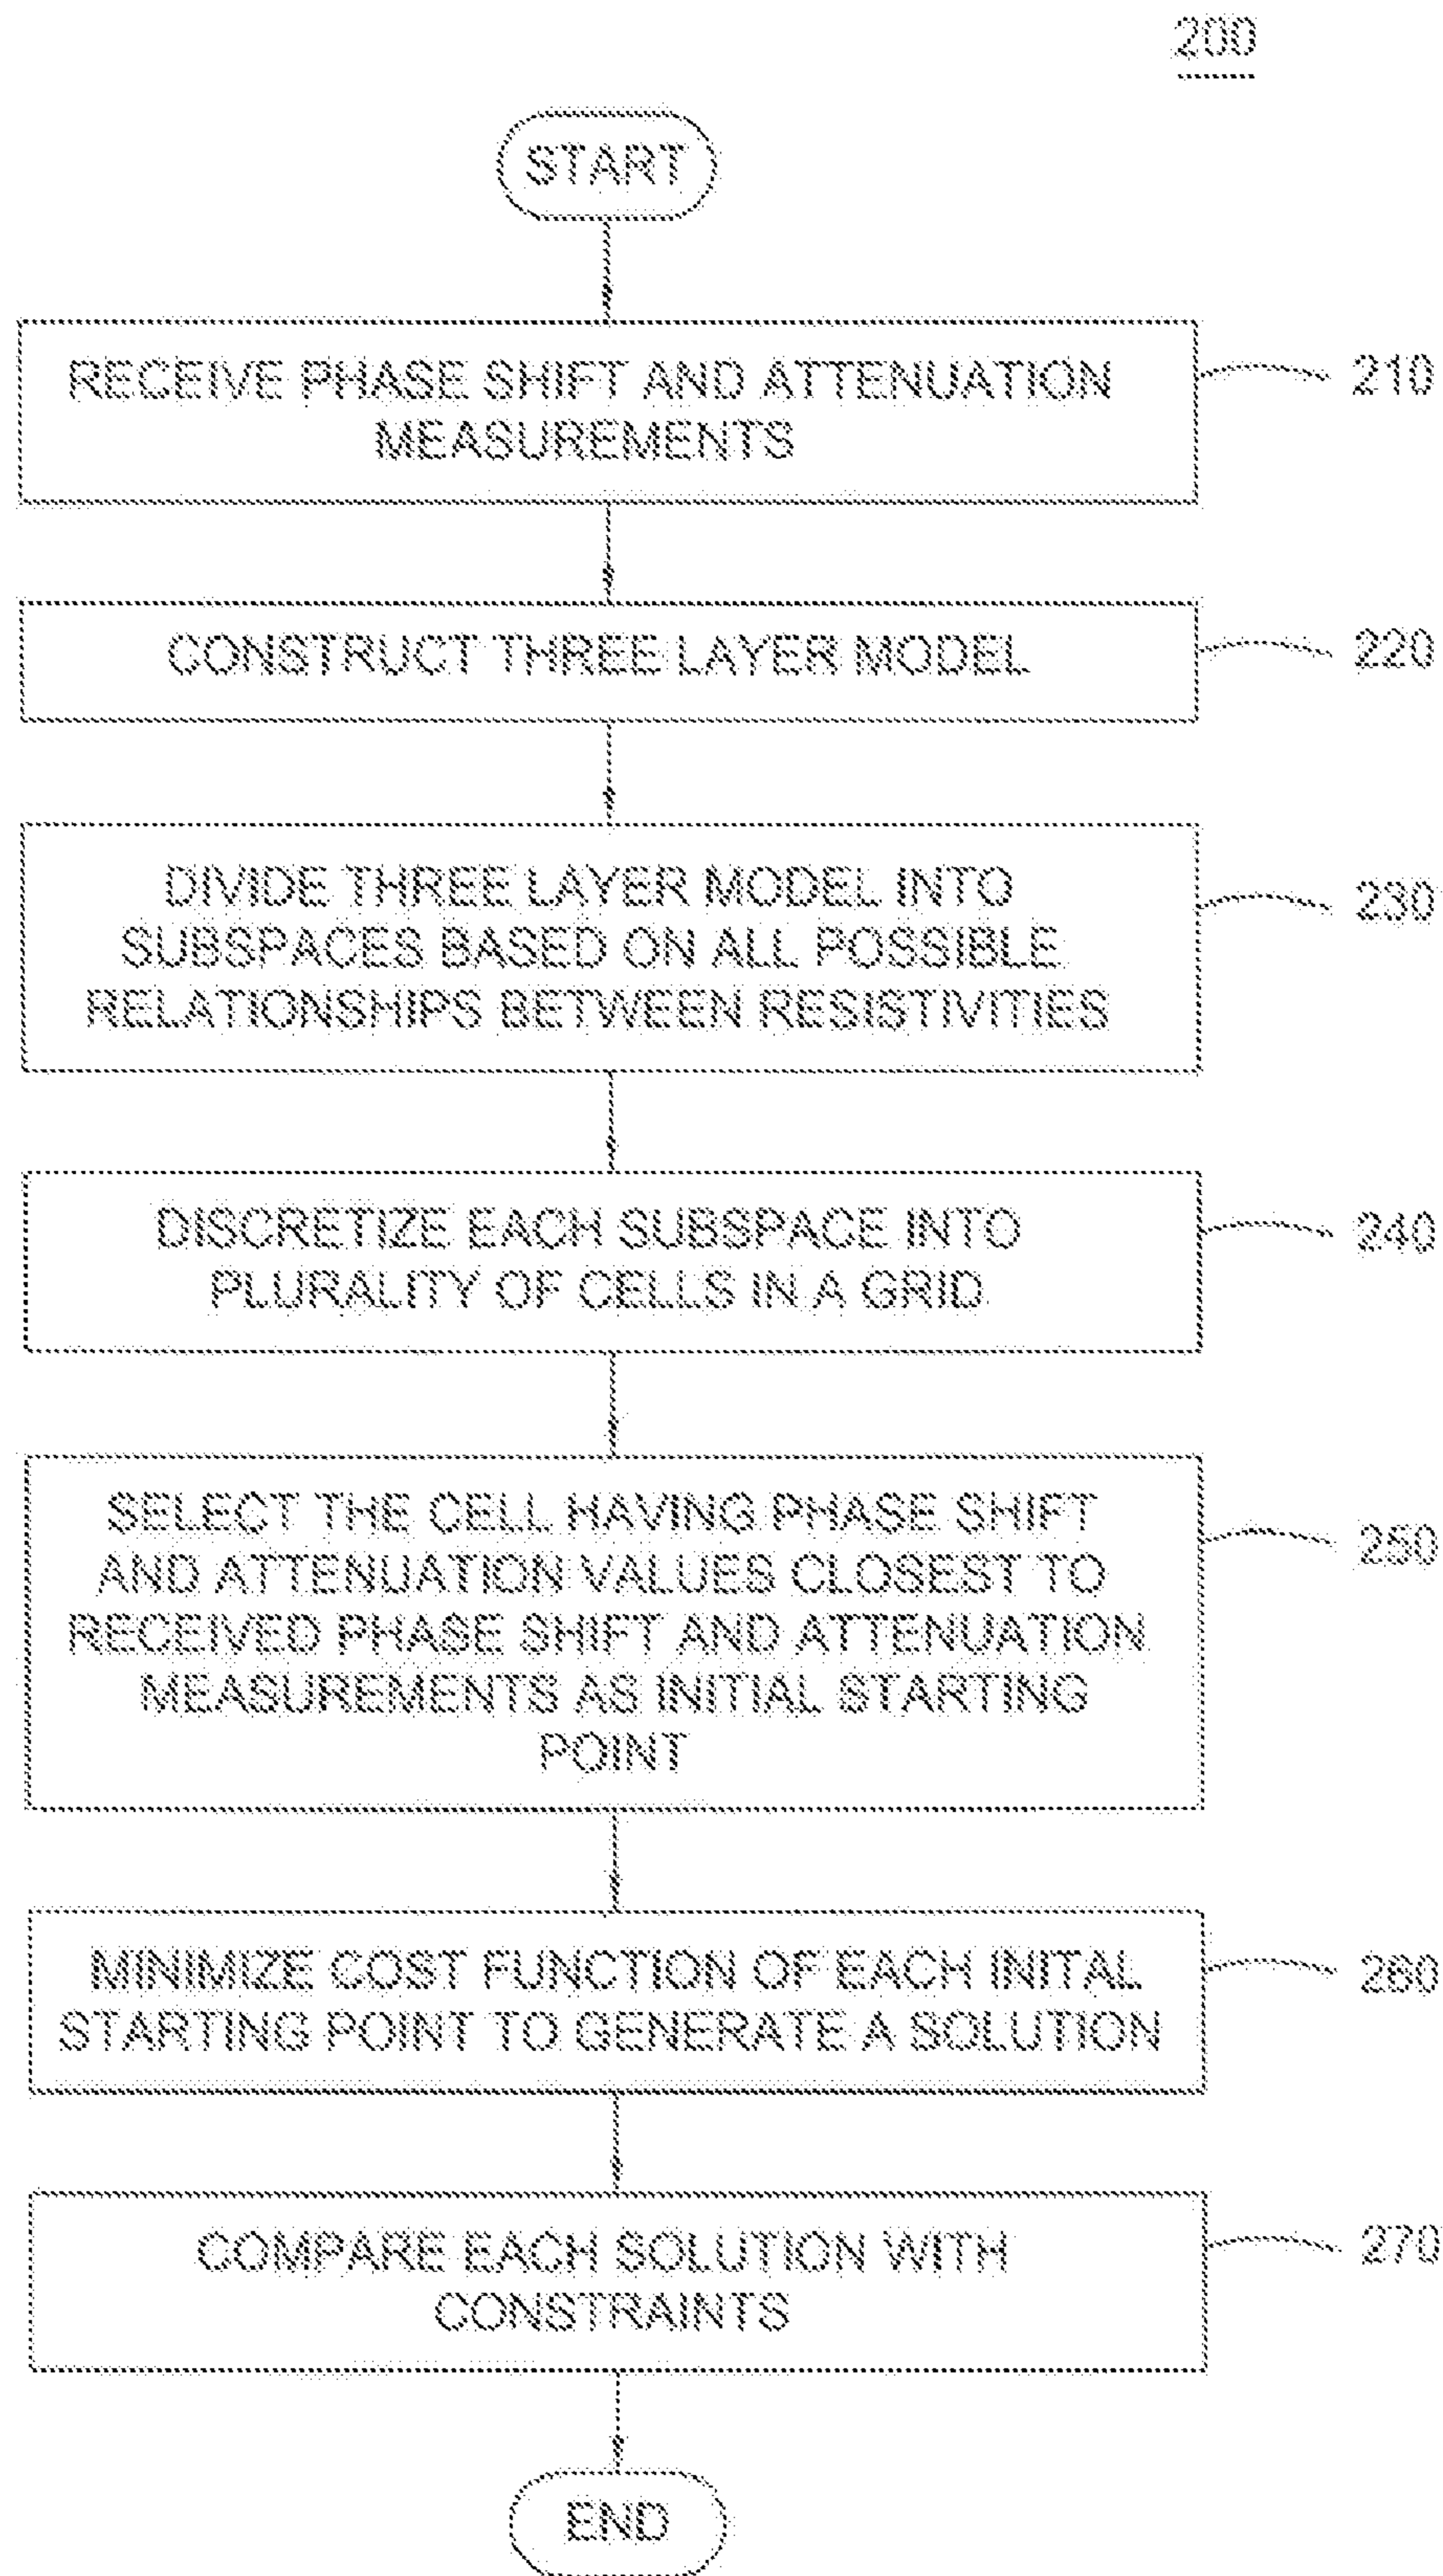 200
START
RECEIVE PHASE SHIFT AND ATTENUATION
MEASUREMENTS
210
CONSTRUCT THREE LAYER MODEL
220
DIVIDE THREE LAYER MODEL INTO
SUBSPACES BASED ON ALL POSSIBLE
RELATIONSHIPS BETWEEN RESISTIVITIES
230
DISCRETIZE EACH SUBSPACE INTO
PLURALITY OF CELLS IN A GRID
240
SELECT THE CELL HAVING PHASE SHIFT
AND ATTENUATION VALUES CLOSEST TO
RECEIVED PHASE SHIFT AND ATTENUATION
MEASUREMENTS AS INITIAL STARTING
POINT
250
MINIMIZE COST FUNCTION OF EACH INITAL
STARTING POINT TO GENERATE A SOLUTION
260
COMPARE EACH SOLUTION WITH
CONSTRAINTS
270
END